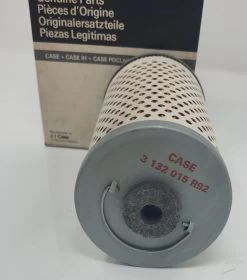 Genuine Parts
Pièces d'Origine
Originalersatzteile
Piezas Legitimas
CASE - CASE IH - CASE POCLAIN
CASE
3 132 015 R92